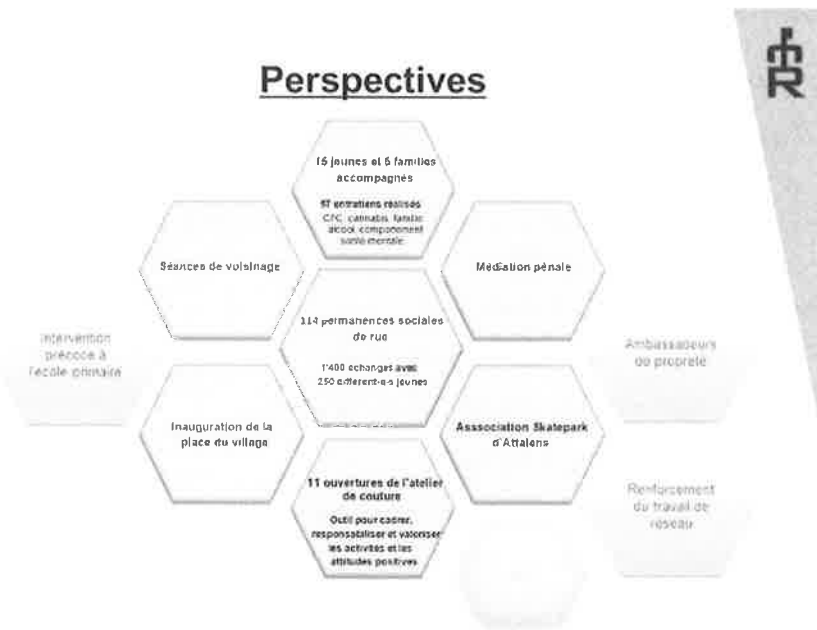 Perspectives
15 jeunes et 6 familles
accompagnés
67 entretiens réalisés
CFC, cannabis, famille,
alcool, comportement
santé mentale
Séances de voisinage
Médiation pénale
114 permanences sociales
de rue
1'400 échanges avec
250 différent-e-s jeunes
Intervention
précoce à
l'école primaire
Ambassadeurs
de propreté
Inauguration de la
place du village
Asssociation Skatepark
d'Attalens
11 ouvertures de l'atelier
de couture
Outil pour cadrer,
responsabiliser et valoriser
les activités et les
attitudes positives
Renforcement
du travail de
réseau